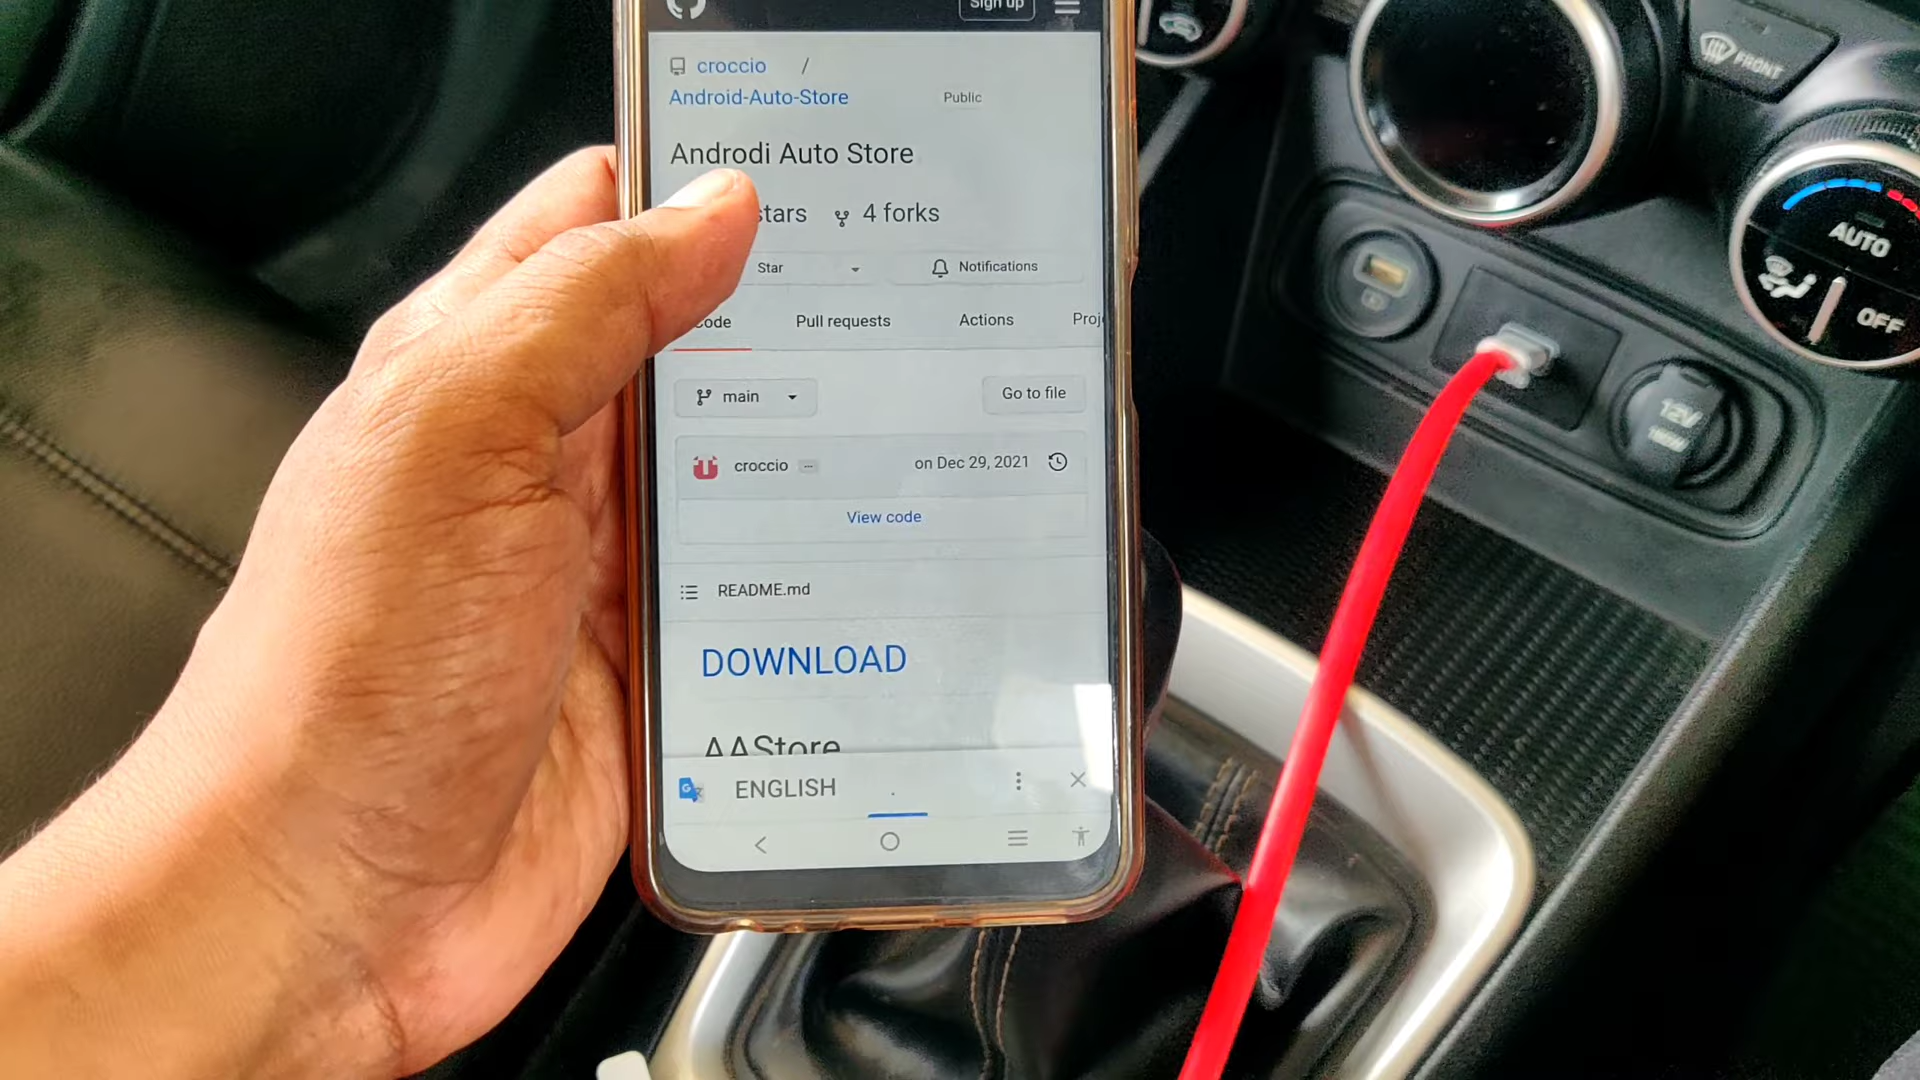 Sign up
croccio /
Android-Auto-Store Public
Androdi Auto Store
stars 4 forks
Star Notifications
Code Pull requests Actions Proj
main Go to file
croccio on Dec 29, 2021
View code
README.md
DOWNLOAD
AAStore
ENGLISH
FRONT
AUTO
OFF
12V